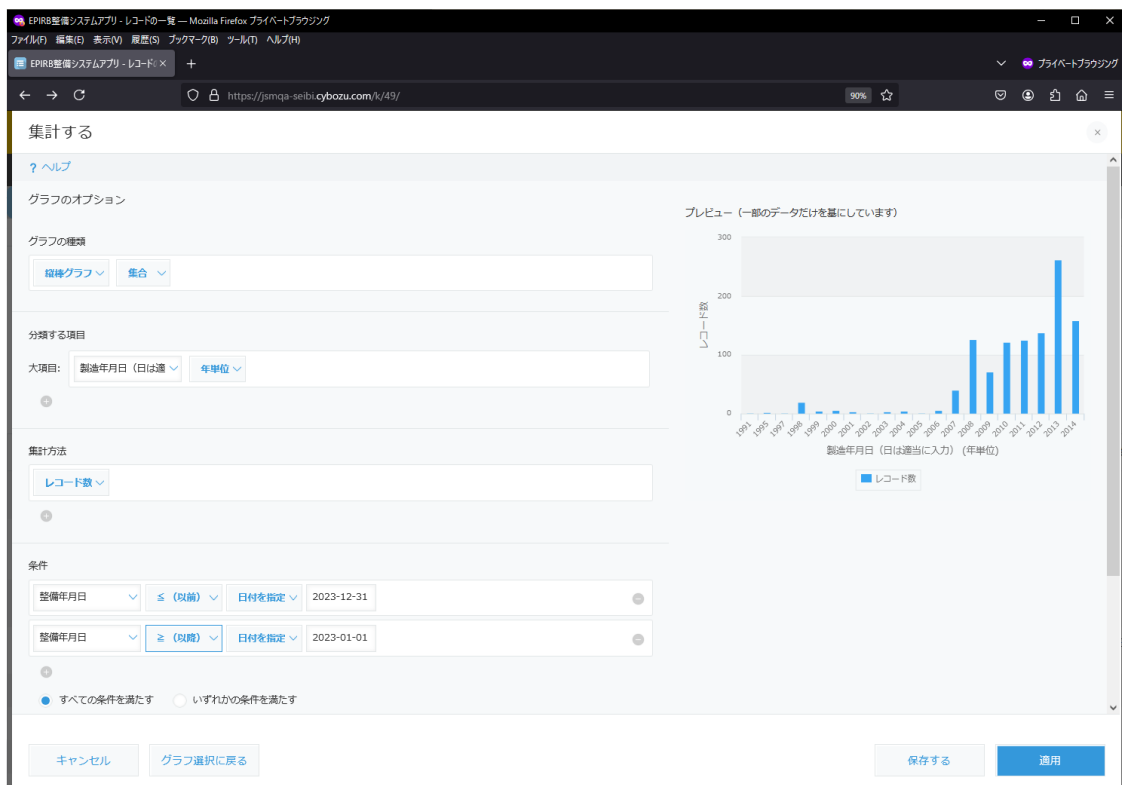 EPIRB整備システムアプリ - レコードの一覧 — Mozilla Firefox プライベートブラウジング
ファイル(F) 編集(E) 表示(V) 履歴(S) ブックマーク(B) ツール(T) ヘルプ(H)
EPIRB整備システムアプリ - レコード
プライベートブラウジング
https://jsmqa-seibi.cybozu.com/k/49/
90%
集計する
? ヘルプ
グラフのオプション
グラフの種類
縦棒グラフ 集合
分類する項目
大項目: 製造年月日（日は適 年単位
集計方法
レコード数
条件
整備年月日 ≦（以前） 日付を指定 2023-12-31
整備年月日 ≧（以降） 日付を指定 2023-01-01
すべての条件を満たす いずれかの条件を満たす
プレビュー（一部のデータだけを基にしています）
300
200
100
0
レコード数
1991 1995 1997 1998 1999 2000 2001 2002 2003 2004 2005 2006 2007 2008 2009 2010 2011 2012 2013 2014
製造年月日（日は適当に入力） (年単位)
レコード数
キャンセル グラフ選択に戻る 保存する 適用